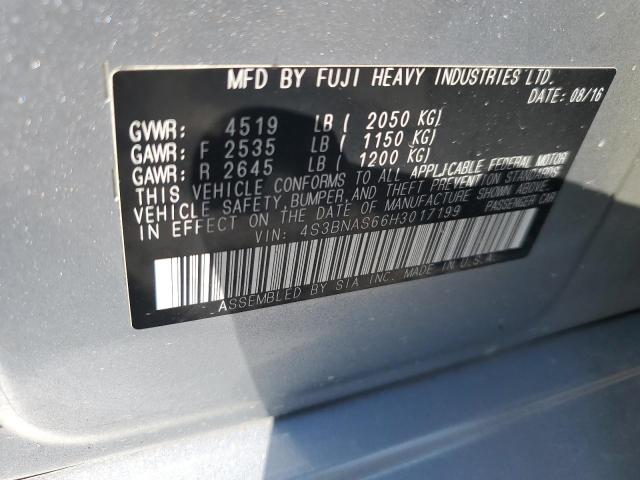 MFD BY FUJI HEAVY INDUSTRIES LTD.
DATE: 08/16
GVWR: 4519 LB ( 2050 KG)
GAWR: F 2535 LB ( 1150 KG)
GAWR: R 2645 LB ( 1200 KG)
THIS VEHICLE CONFORMS TO ALL APPLICABLE FEDERAL MOTOR
VEHICLE SAFETY, BUMPER, AND THEFT PREVENTION STANDARDS
IN EFFECT ON THE DATE OF MANUFACTURE SHOWN ABOVE.
VIN: 4S3BNAS66H3017199 PASSENGER CAR
ASSEMBLED BY SIA INC. MADE IN U.S.A.